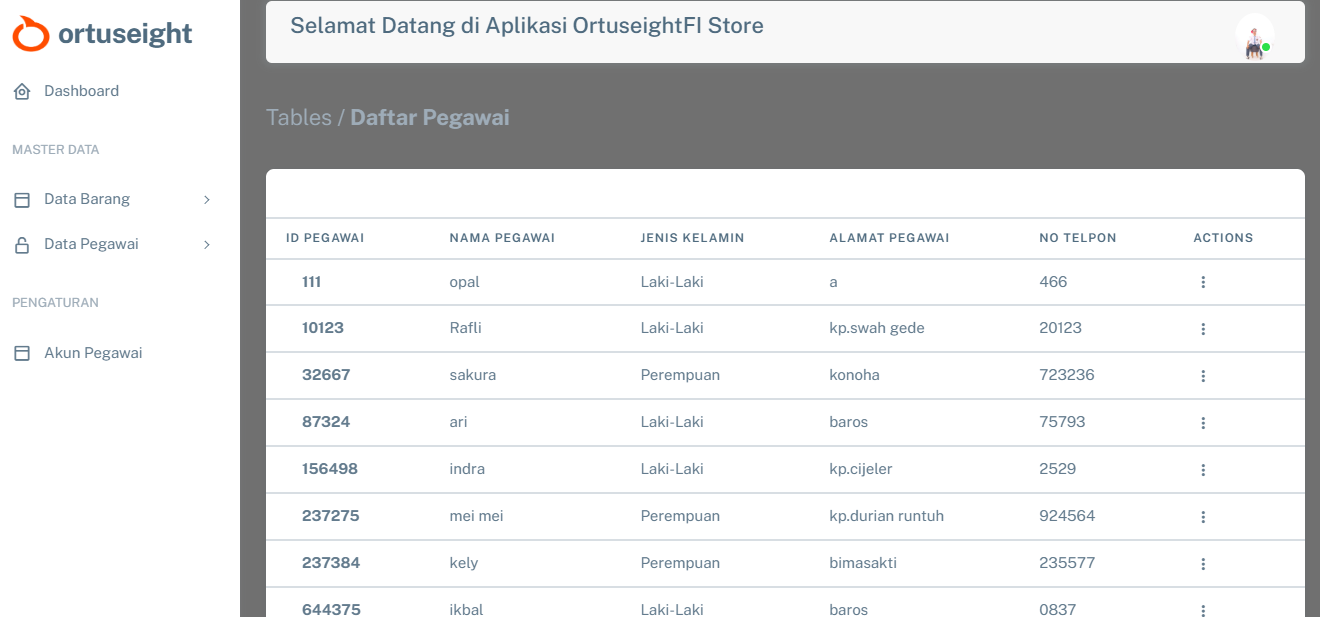 ortuseight
Selamat Datang di Aplikasi OrtuseightFI Store
Dashboard
MASTER DATA
Data Barang
Data Pegawai
PENGATURAN
Akun Pegawai
Tables / Daftar Pegawai
ID PEGAWAI NAMA PEGAWAI JENIS KELAMIN ALAMAT PEGAWAI NO TELPON ACTIONS
111 opal Laki-Laki a 466
10123 Rafli Laki-Laki kp.swah gede 20123
32667 sakura Perempuan konoha 723236
87324 ari Laki-Laki baros 75793
156498 indra Laki-Laki kp.cijeler 2529
237275 mei mei Perempuan kp.durian runtuh 924564
237384 kely Perempuan bimasakti 235577
644375 ikbal Laki-Laki baros 0837